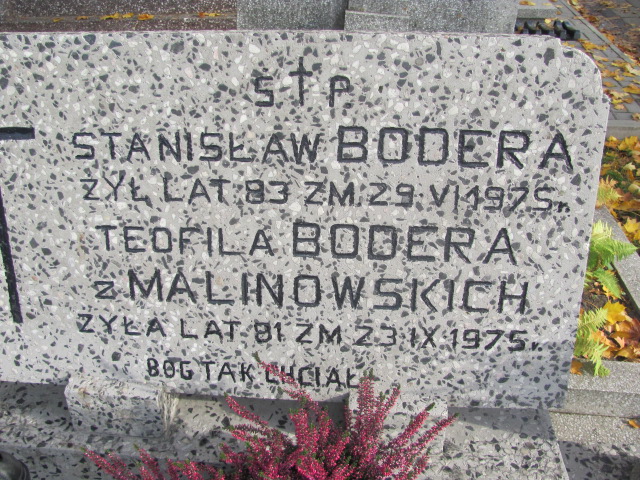 S † P
STANISŁAW BODERA
ŻYŁ LAT 83 ZM. 29. VI 1975 r.
TEOFILA BODERA
z MALINOWSKICH
ŻYŁA LAT 81 ZM. 23. IX 1975 r.
BÓG TAK CHCIAŁ